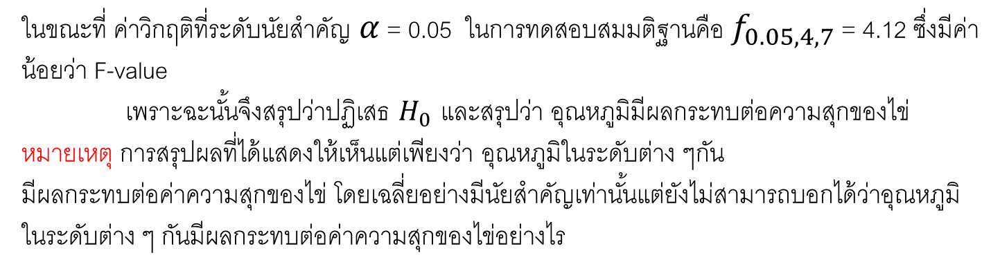 ในขณะที่ ค่าวิกฤติที่ระดับนัยสำคัญ α = 0.05 ในการทดสอบสมมติฐานคือ f0.05,4,7 = 4.12 ซึ่งมีค่า
น้อยว่า F-value
เพราะฉะนั้นจึงสรุปว่าปฏิเสธ H0 และสรุปว่า อุณหภูมิมีผลกระทบต่อความสุกของไข่
หมายเหตุ การสรุปผลที่ได้แสดงให้เห็นแต่เพียงว่า อุณหภูมิในระดับต่าง ๆกัน
มีผลกระทบต่อค่าความสุกของไข่ โดยเฉลี่ยอย่างมีนัยสำคัญเท่านั้นแต่ยังไม่สามารถบอกได้ว่าอุณหภูมิ
ในระดับต่าง ๆ กันมีผลกระทบต่อค่าความสุกของไข่อย่างไร